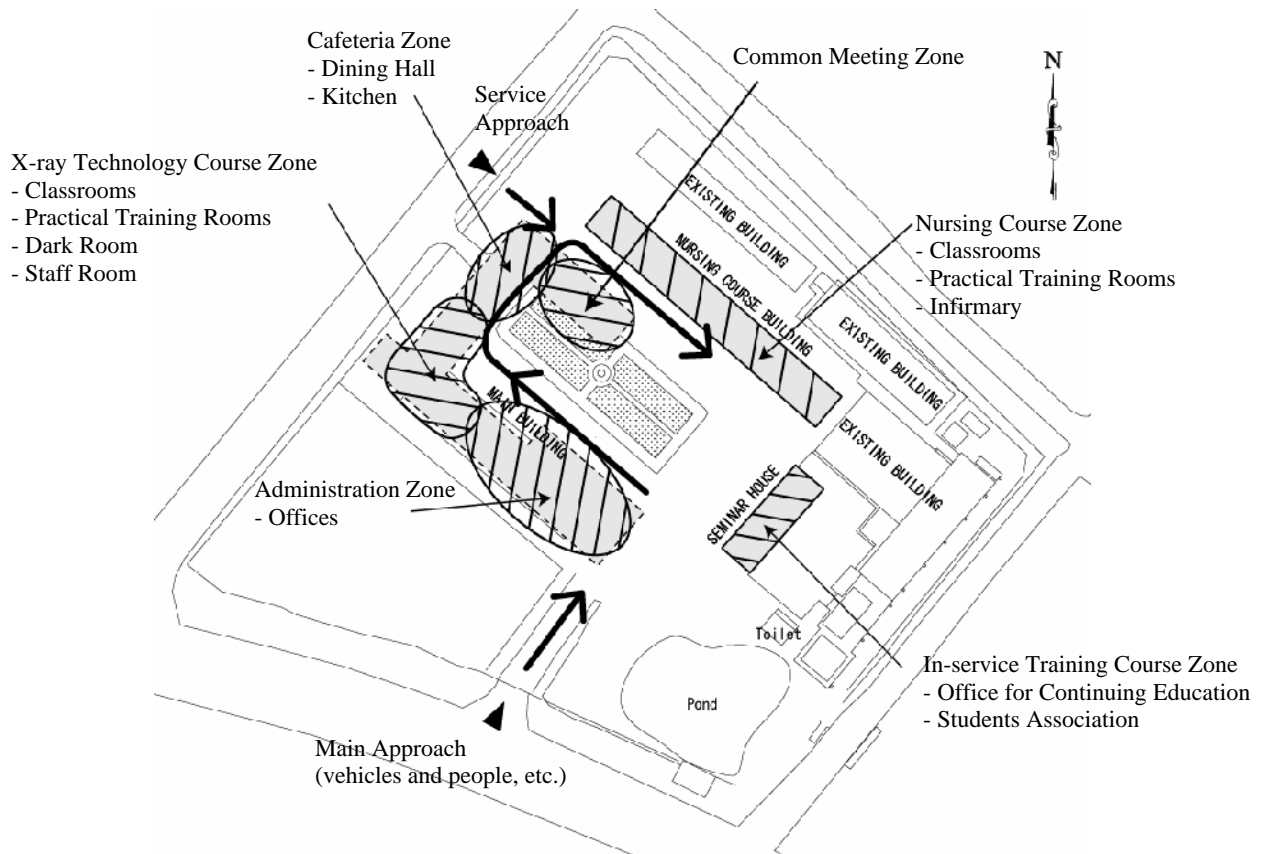 Cafeteria Zone
- Dining Hall
- Kitchen
Common Meeting Zone
N
Service
Approach
X-ray Technology Course Zone
- Classrooms
- Practical Training Rooms
- Dark Room
- Staff Room
EXISTING BUILDING
NURSING COURSE BUILDING
Nursing Course Zone
- Classrooms
- Practical Training Rooms
- Infirmary
EXISTING BUILDING
MAIN BUILDING
EXISTING BUILDING
SEMINAR HOUSE
Administration Zone
- Offices
Toilet
In-service Training Course Zone
- Office for Continuing Education
- Students Association
Pond
Main Approach
(vehicles and people, etc.)